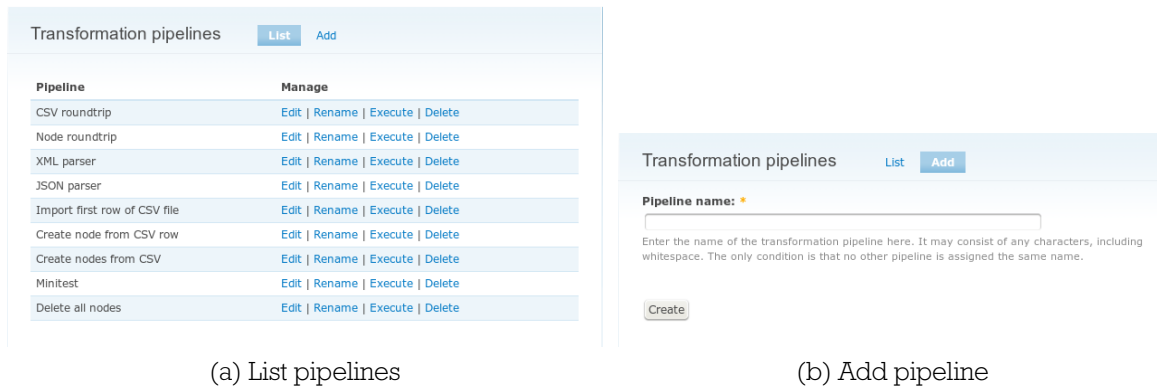 Transformation pipelines List Add
Pipeline Manage
CSV roundtrip Edit | Rename | Execute | Delete
Node roundtrip Edit | Rename | Execute | Delete
XML parser Edit | Rename | Execute | Delete
JSON parser Edit | Rename | Execute | Delete
Import first row of CSV file Edit | Rename | Execute | Delete
Create node from CSV row Edit | Rename | Execute | Delete
Create nodes from CSV Edit | Rename | Execute | Delete
Minitest Edit | Rename | Execute | Delete
Delete all nodes Edit | Rename | Execute | Delete
(a) List pipelines
Transformation pipelines List Add
Pipeline name: *
Enter the name of the transformation pipeline here. It may consist of any characters, including
whitespace. The only condition is that no other pipeline is assigned the same name.
Create
(b) Add pipeline